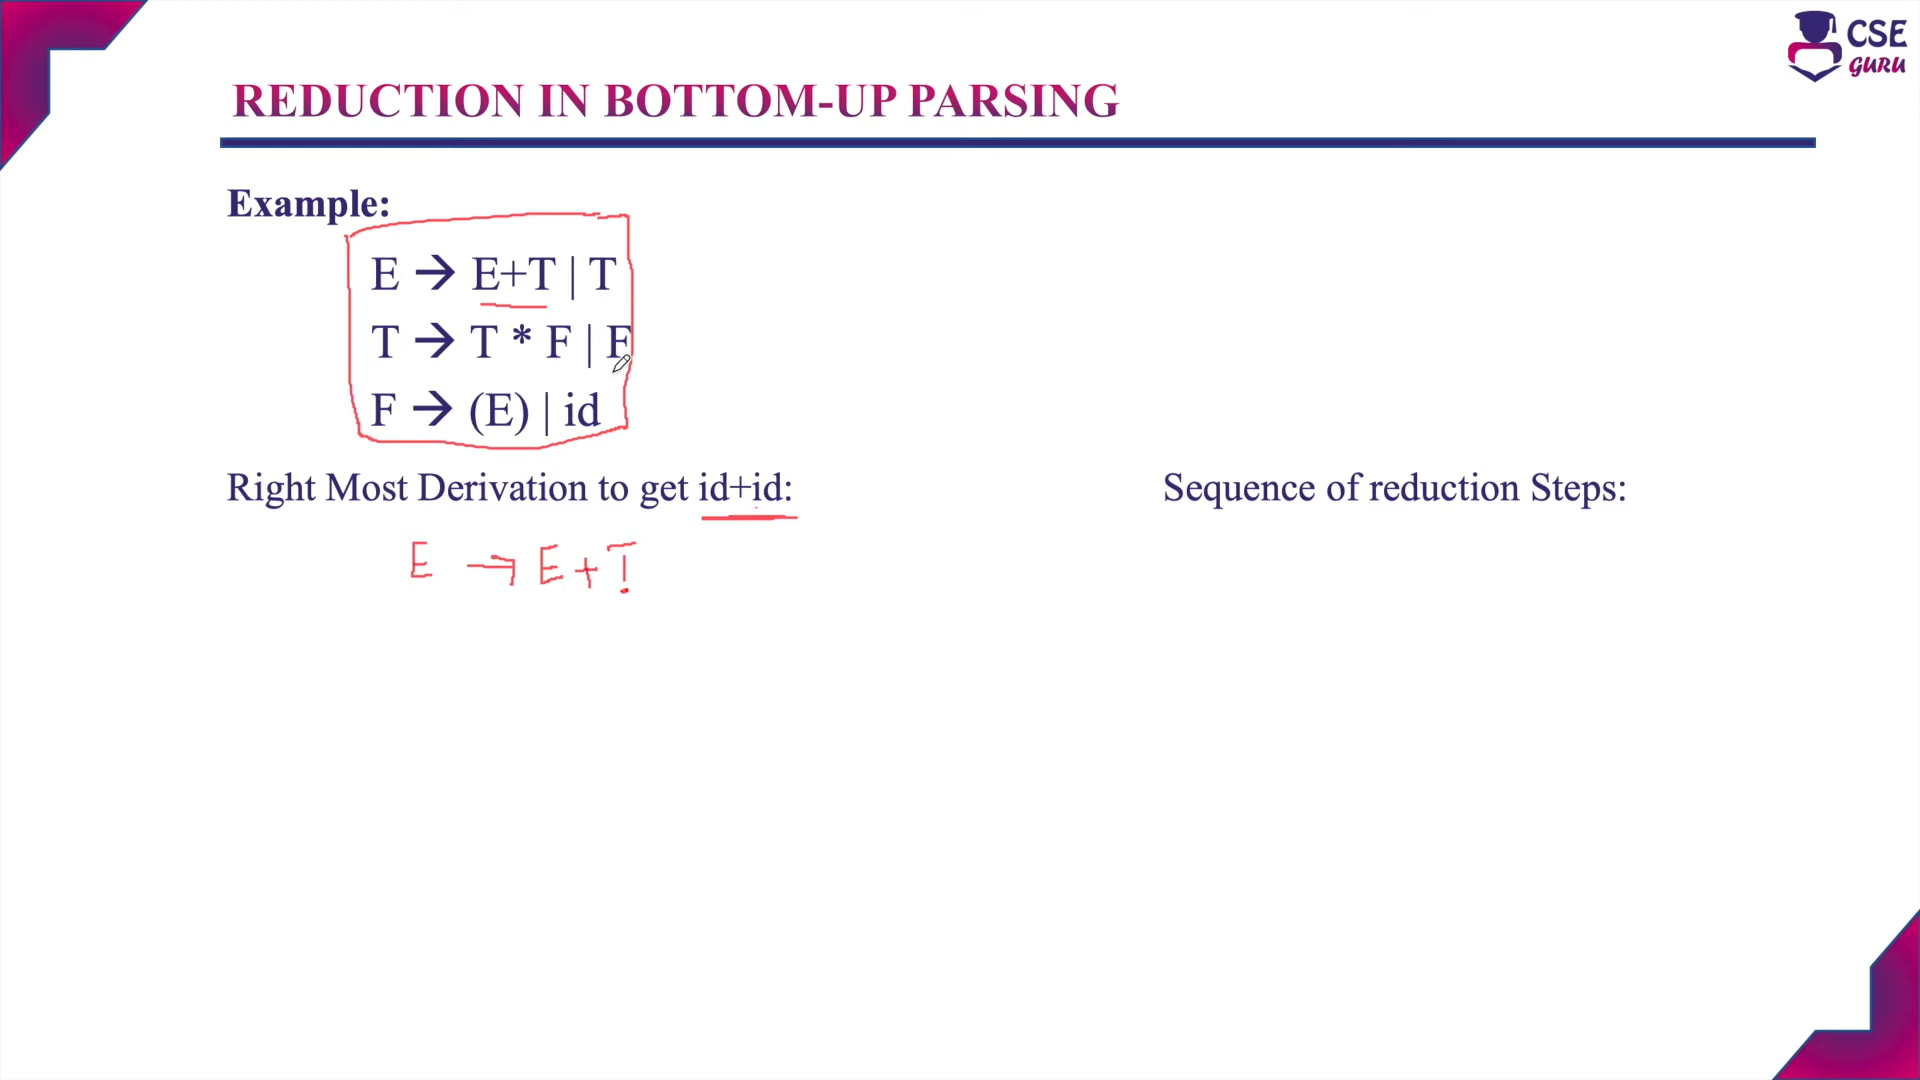 CSE
GURU
REDUCTION IN BOTTOM-UP PARSING
Example:
E → E+T | T
T → T * F | F
F → (E) | id
Right Most Derivation to get id+id:
Sequence of reduction Steps:
E → E + T